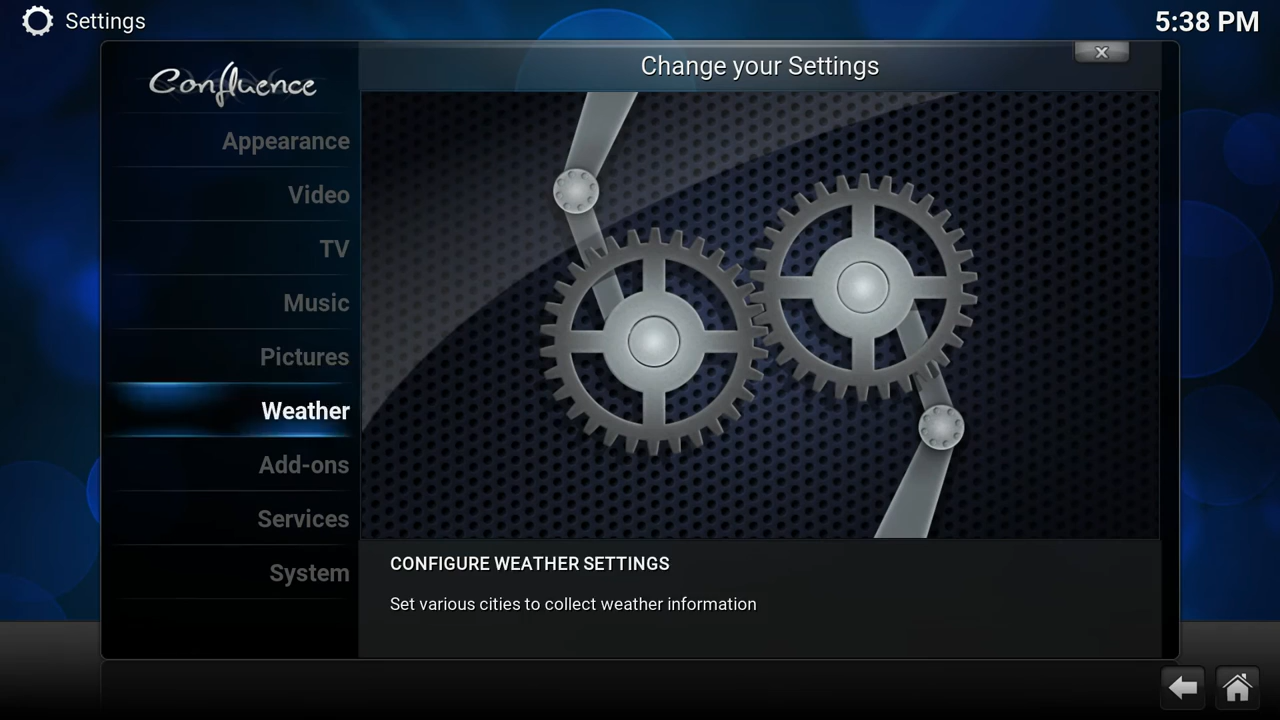 Settings
5:38 PM
Confluence
Change your Settings
Appearance
Video
TV
Music
Pictures
Weather
Add-ons
Services
System
CONFIGURE WEATHER SETTINGS
Set various cities to collect weather information